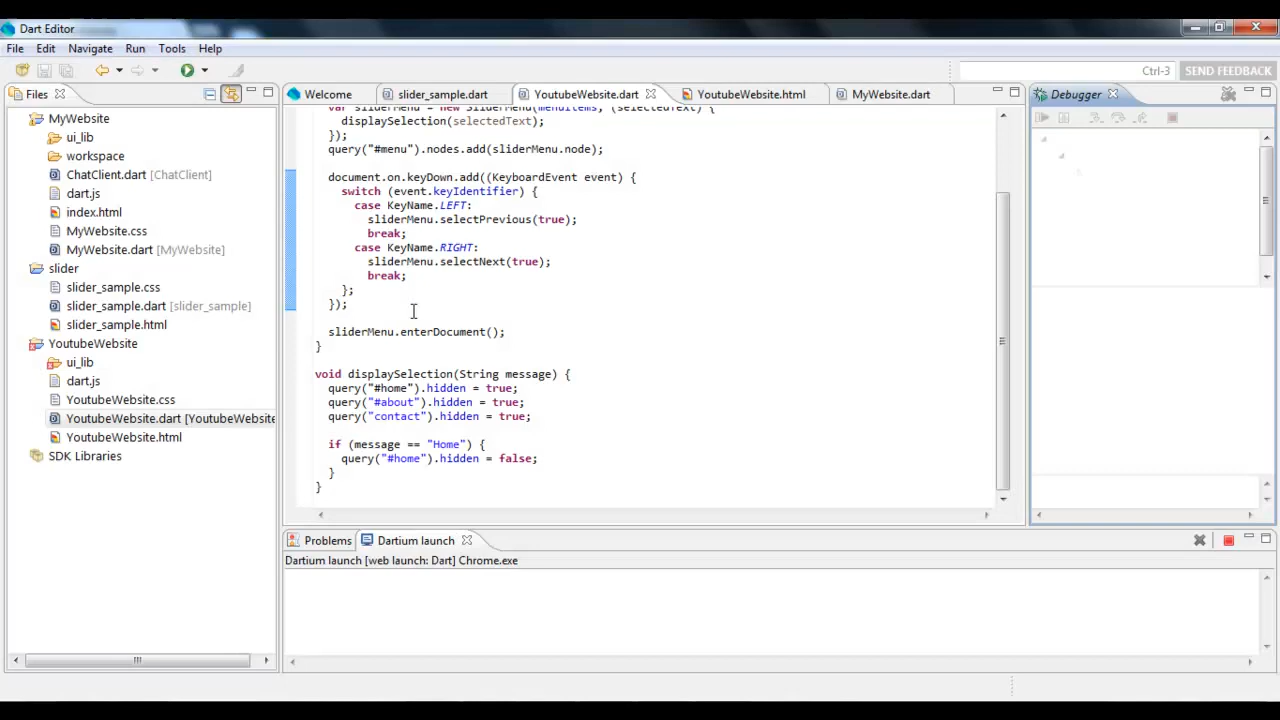 Dart Editor
File Edit Navigate Run Tools Help
Ctrl-3 SEND FEEDBACK
Files
MyWebsite
ui_lib
workspace
ChatClient.dart [ChatClient]
dart.js
index.html
MyWebsite.css
MyWebsite.dart [MyWebsite]
slider
slider_sample.css
slider_sample.dart [slider_sample]
slider_sample.html
YoutubeWebsite
ui_lib
dart.js
YoutubeWebsite.css
YoutubeWebsite.dart [YoutubeWebsite
YoutubeWebsite.html
SDK Libraries
Welcome slider_sample.dart YoutubeWebsite.dart YoutubeWebsite.html MyWebsite.dart
var sliderMenu = new SliderMenu(menuItems, (selectedText) {
displaySelection(selectedText);
});
query("#menu").nodes.add(sliderMenu.node);
document.on.keyDown.add((KeyboardEvent event) {
switch (event.keyIdentifier) {
case KeyName.LEFT:
sliderMenu.selectPrevious(true);
break;
case KeyName.RIGHT:
sliderMenu.selectNext(true);
break;
};
});
sliderMenu.enterDocument();
}
void displaySelection(String message) {
query("#home").hidden = true;
query("#about").hidden = true;
query("contact").hidden = true;
if (message == "Home") {
query("#home").hidden = false;
}
}
Debugger
Problems Dartium launch
Dartium launch [web launch: Dart] Chrome.exe